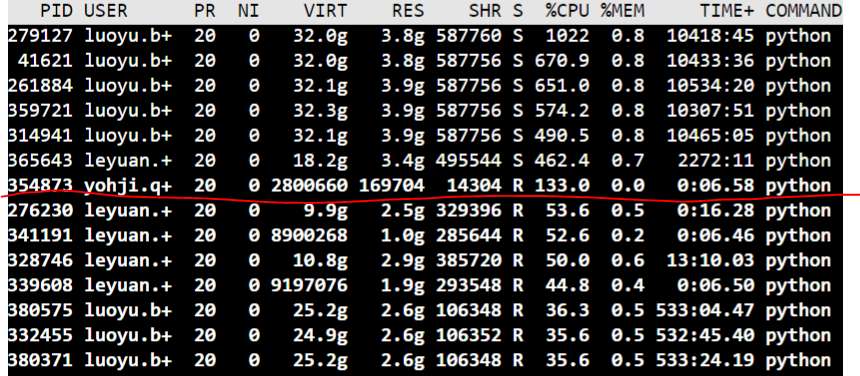 PID USER PR NI VIRT RES SHR S %CPU %MEM TIME+ COMMAND
279127 luoyu.b+ 20 0 32.0g 3.8g 587760 S 1022 0.8 10418:45 python
41621 luoyu.b+ 20 0 32.0g 3.8g 587756 S 670.9 0.8 10433:36 python
261884 luoyu.b+ 20 0 32.1g 3.9g 587756 S 651.0 0.8 10534:20 python
359721 luoyu.b+ 20 0 32.3g 3.9g 587756 S 574.2 0.8 10307:51 python
314941 luoyu.b+ 20 0 32.1g 3.9g 587756 S 490.5 0.8 10465:05 python
365643 leyuan.+ 20 0 18.2g 3.4g 495544 S 462.4 0.7 2272:11 python
354873 yohji.q+ 20 0 2800660 169704 14304 R 133.0 0.0 0:06.58 python
276230 leyuan.+ 20 0 9.9g 2.5g 329396 R 53.6 0.5 0:16.28 python
341191 leyuan.+ 20 0 8900268 1.0g 285644 R 52.6 0.2 0:06.46 python
328746 leyuan.+ 20 0 10.8g 2.9g 385720 R 50.0 0.6 13:10.03 python
339608 leyuan.+ 20 0 9197076 1.9g 293548 R 44.8 0.4 0:06.50 python
380575 luoyu.b+ 20 0 25.2g 2.6g 106348 R 36.3 0.5 533:04.47 python
332455 luoyu.b+ 20 0 24.9g 2.6g 106352 R 35.6 0.5 532:45.40 python
380371 luoyu.b+ 20 0 25.2g 2.6g 106348 R 35.6 0.5 533:24.19 python